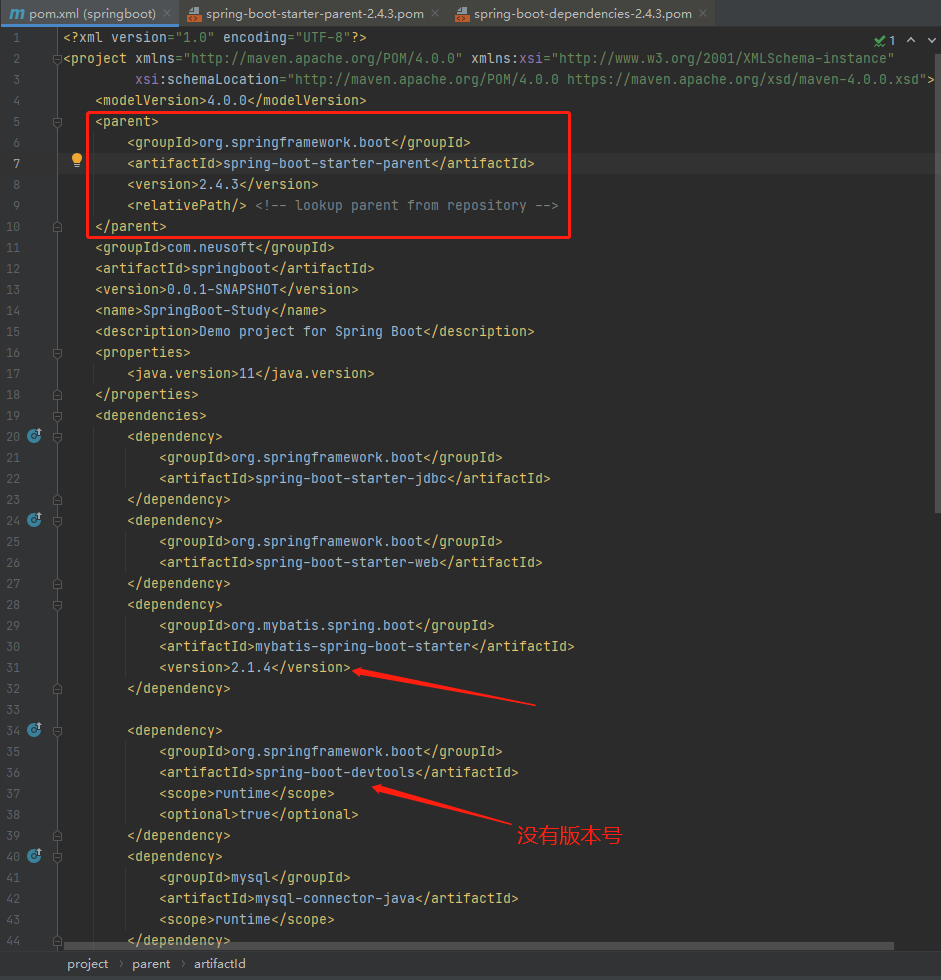 pom.xml (springboot) × spring-boot-starter-parent-2.4.3.pom × spring-boot-dependencies-2.4.3.pom ×
1 <?xml version="1.0" encoding="UTF-8"?> 1
2 <project xmlns="http://maven.apache.org/POM/4.0.0" xmlns:xsi="http://www.w3.org/2001/XMLSchema-instance"
3 xsi:schemaLocation="http://maven.apache.org/POM/4.0.0 https://maven.apache.org/xsd/maven-4.0.0.xsd">
4 <modelVersion>4.0.0</modelVersion>
5 <parent>
6 <groupId>org.springframework.boot</groupId>
7 <artifactId>spring-boot-starter-parent</artifactId>
8 <version>2.4.3</version>
9 <relativePath/> <!-- lookup parent from repository -->
10 </parent>
11 <groupId>com.neusoft</groupId>
12 <artifactId>springboot</artifactId>
13 <version>0.0.1-SNAPSHOT</version>
14 <name>SpringBoot-Study</name>
15 <description>Demo project for Spring Boot</description>
16 <properties>
17 <java.version>11</java.version>
18 </properties>
19 <dependencies>
20 <dependency>
21 <groupId>org.springframework.boot</groupId>
22 <artifactId>spring-boot-starter-jdbc</artifactId>
23 </dependency>
24 <dependency>
25 <groupId>org.springframework.boot</groupId>
26 <artifactId>spring-boot-starter-web</artifactId>
27 </dependency>
28 <dependency>
29 <groupId>org.mybatis.spring.boot</groupId>
30 <artifactId>mybatis-spring-boot-starter</artifactId>
31 <version>2.1.4</version>
32 </dependency>
33
34 <dependency>
35 <groupId>org.springframework.boot</groupId>
36 <artifactId>spring-boot-devtools</artifactId>
37 <scope>runtime</scope>
38 <optional>true</optional>
没有版本号
39 </dependency>
40 <dependency>
41 <groupId>mysql</groupId>
42 <artifactId>mysql-connector-java</artifactId>
43 <scope>runtime</scope>
44 </dependency>
project › parent › artifactId